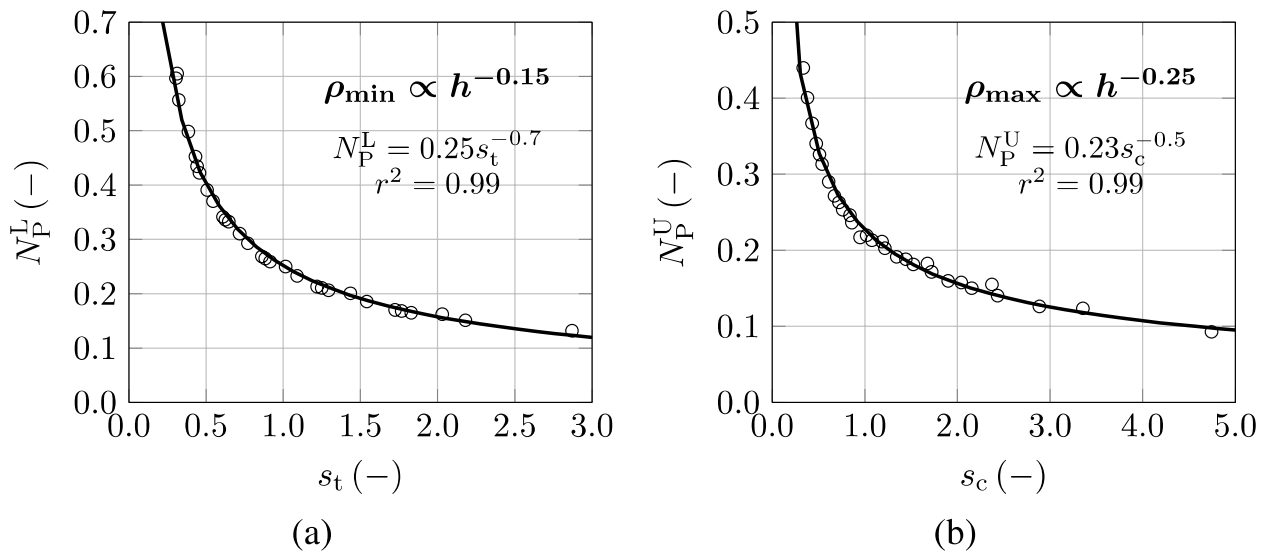 0.7
0.6
0.5
0.4
0.3
0.2
0.1
0.0
N_P^L (−)
ρ_min ∝ h^−0.15
N_P^L = 0.25s_t^−0.7
r² = 0.99
0.0 0.5 1.0 1.5 2.0 2.5 3.0
s_t (−)
(a)
0.5
0.4
0.3
0.2
0.1
0.0
N_P^U (−)
ρ_max ∝ h^−0.25
N_P^U = 0.23s_c^−0.5
r² = 0.99
0.0 1.0 2.0 3.0 4.0 5.0
s_c (−)
(b)